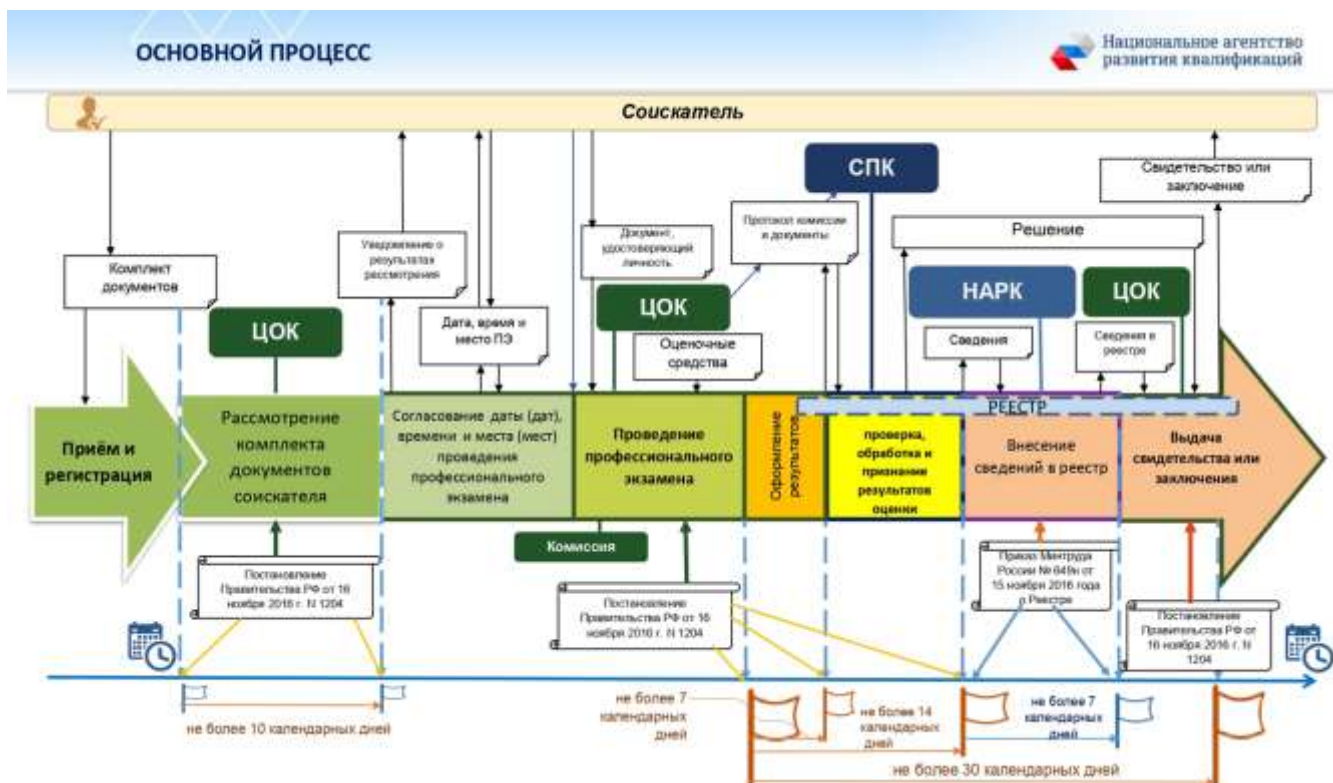 ОСНОВНОЙ ПРОЦЕСС
Национальное агентство
развития квалификаций
Соискатель
СПК
Свидетельство или
заключение
Протокол комиссии
и документы
Документ,
удостоверяющий
личность
Решение
Уведомление о
результатах
рассмотрения
Комплект
документов
ЦОК
ЦОК
НАРК
ЦОК
Дата, время и
место ПЭ
Оценочные
средства
Сведения
Сведения в
реестре
РЕЕСТР
Приём и
регистрация
Рассмотрение
комплекта
документов
соискателя
Согласование даты (дат),
времени и места (мест)
проведения
профессионального
экзамена
Проведение
профессионального
экзамена
Оформление
результатов
проверка,
обработка и
признание
результатов
оценки
Внесение
сведений в реестр
Выдача
свидетельства или
заключения
Комиссия
Постановление
Правительства РФ от 16
ноября 2016 г. N 1204
Постановление
Правительства РФ от 16
ноября 2016 г. N 1204
Приказ Минтруда
России № 649н от
15 ноября 2016 года
о Реестре
Постановление
Правительства РФ от
16 ноября 2016 г. N
1204
не более 10 календарных дней
не более 7
календарных
дней
не более 14
календарных
дней
не более 7
календарных
дней
не более 30 календарных дней